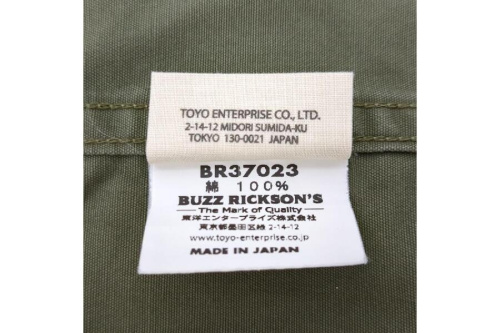 TOYO ENTERPRISE CO., LTD.
2-14-12 MIDORI SUMIDA-KU
TOKYO 130-0021 JAPAN
BR37023
綿 100%
BUZZ RICKSON'S
The Mark of Quality
東洋エンタープライズ株式会社
東京都墨田区緑 2-14-12
www.toyo-enterprise.co.jp
MADE IN JAPAN